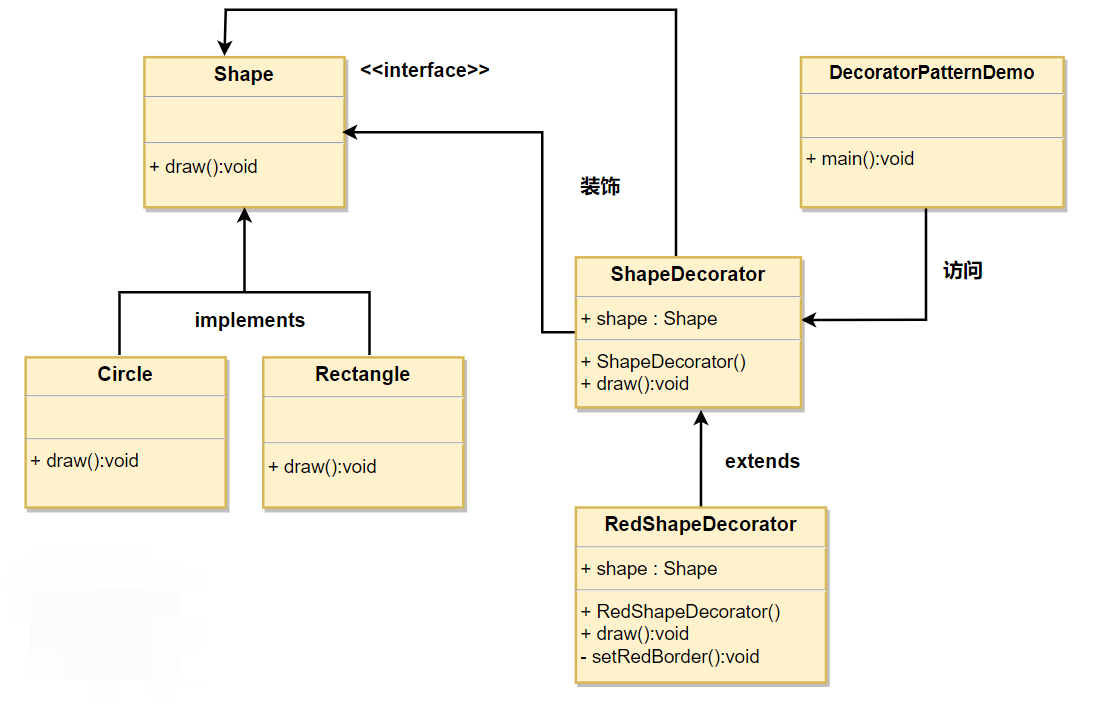 Shape
<<interface>>
+ draw():void
DecoratorPatternDemo
+ main():void
装饰
访问
ShapeDecorator
+ shape : Shape
+ ShapeDecorator()
+ draw():void
implements
Circle
+ draw():void
Rectangle
+ draw():void
extends
RedShapeDecorator
+ shape : Shape
+ RedShapeDecorator()
+ draw():void
- setRedBorder():void